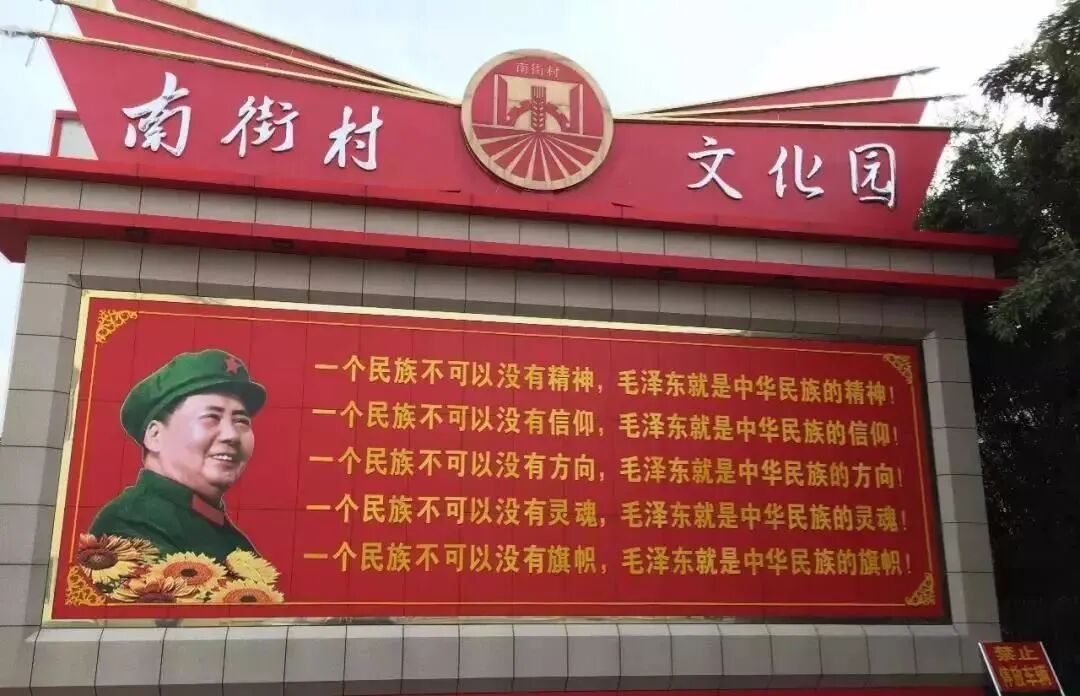 南街村
南街村 文化园
一个民族不可以没有精神，毛泽东就是中华民族的精神！
一个民族不可以没有信仰，毛泽东就是中华民族的信仰！
一个民族不可以没有方向，毛泽东就是中华民族的方向！
一个民族不可以没有灵魂，毛泽东就是中华民族的灵魂！
一个民族不可以没有旗帜，毛泽东就是中华民族的旗帜！
禁止
停放车辆